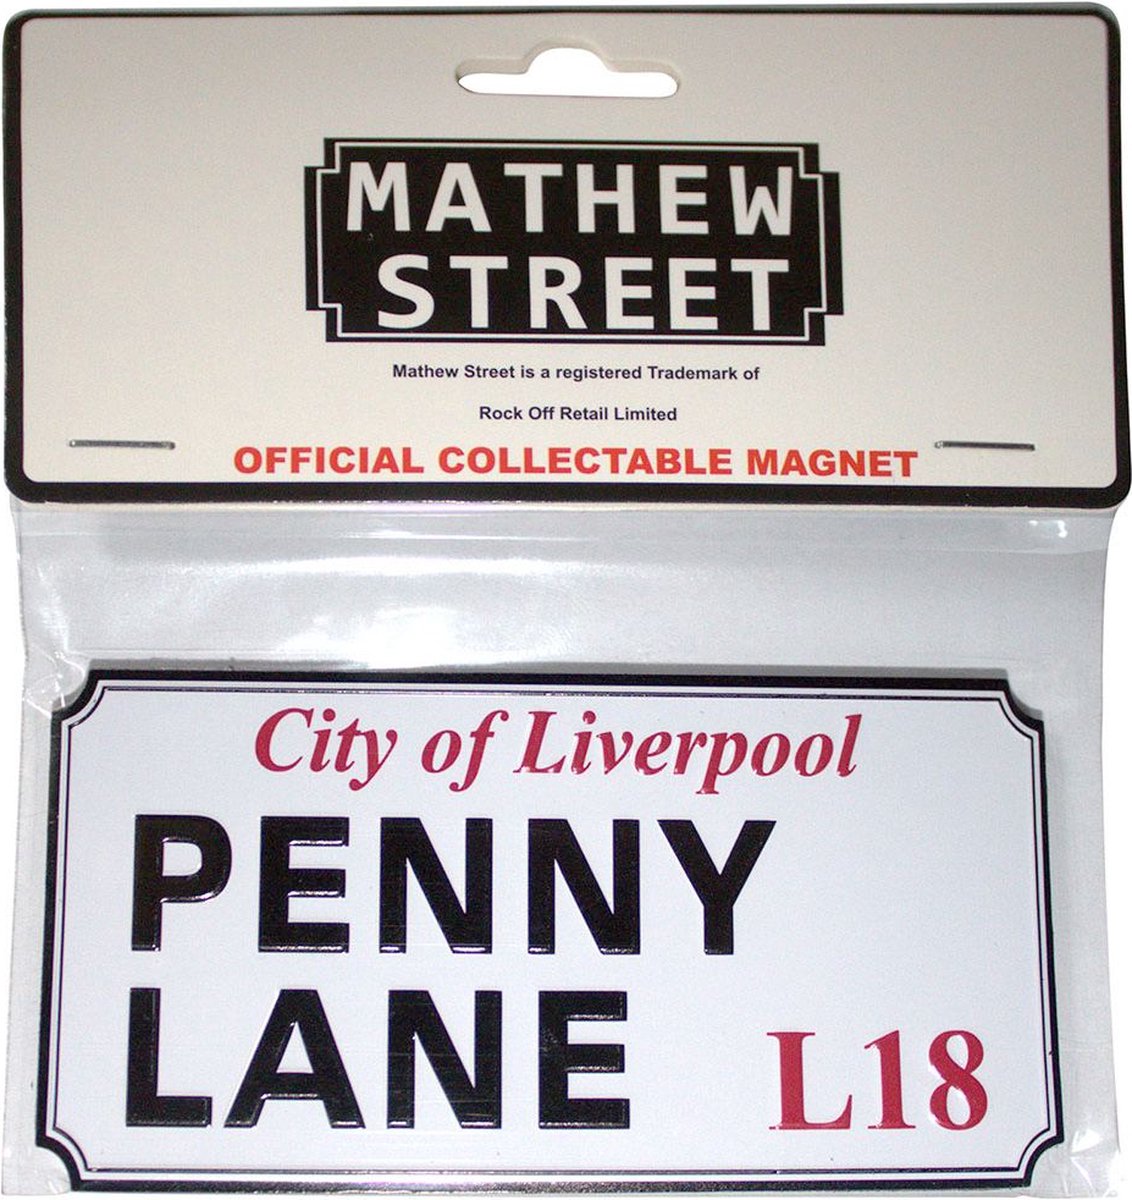 MATHEW
STREET
Mathew Street is a registered Trademark of
Rock Off Retail Limited
OFFICIAL COLLECTABLE MAGNET
City of Liverpool
PENNY
LANE
L18